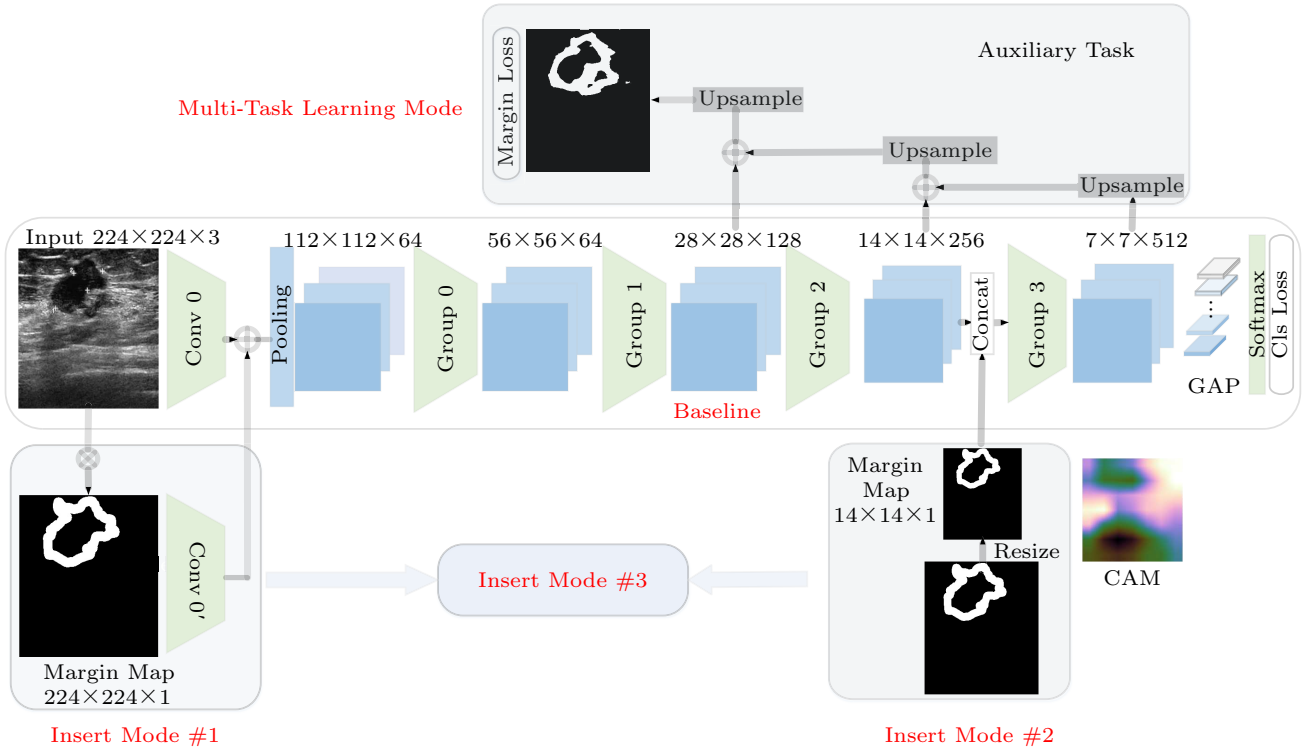 Margin Loss
Auxiliary Task
Multi-Task Learning Mode
Upsample
Upsample
Upsample
Input 224×224×3
112×112×64
56×56×64
28×28×128
14×14×256
7×7×512
Conv 0
Pooling
Group 0
Group 1
Group 2
Concat
Group 3
...
GAP
Softmax
Cls Loss
Baseline
Conv 0′
Margin Map
224×224×1
Insert Mode #1
Insert Mode #3
Margin
Map
14×14×1
Resize
Insert Mode #2
CAM